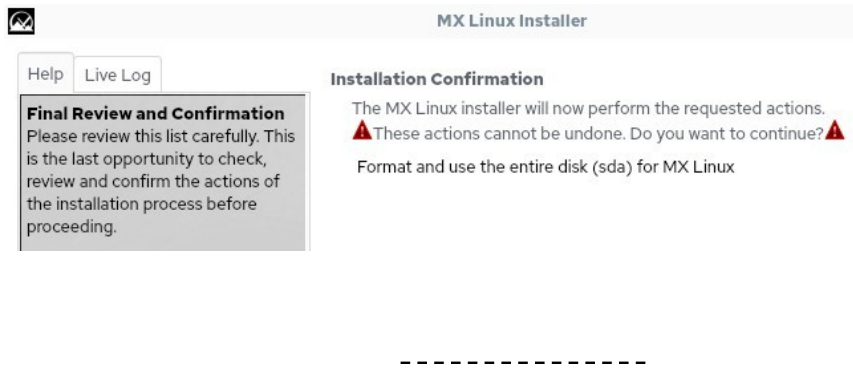 MX Linux Installer
Help
Live Log
Final Review and Confirmation
Please review this list carefully. This
is the last opportunity to check,
review and confirm the actions of
the installation process before
proceeding.
Installation Confirmation
The MX Linux installer will now perform the requested actions.
These actions cannot be undone. Do you want to continue?
Format and use the entire disk (sda) for MX Linux
_ _ _ _ _ _ _ _ _ _ _ _ _ _ _